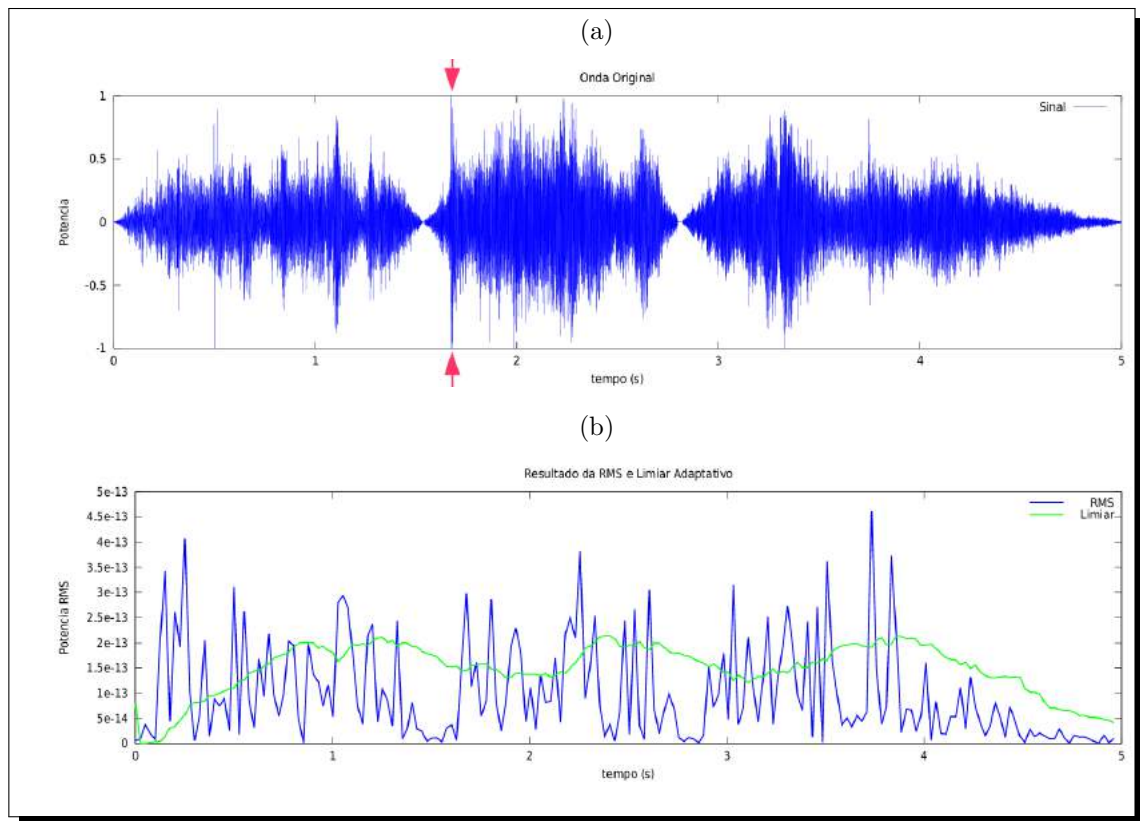 (a)
Onda Original
Sinal
Potencia
1
0.5
0
-0.5
-1
0 1 2 3 4 5
tempo (s)
(b)
Resultado da RMS e Limiar Adaptativo
RMS
Limiar
Potencia RMS
5e-13
4.5e-13
4e-13
3.5e-13
3e-13
2.5e-13
2e-13
1.5e-13
1e-13
5e-14
0
0 1 2 3 4 5
tempo (s)